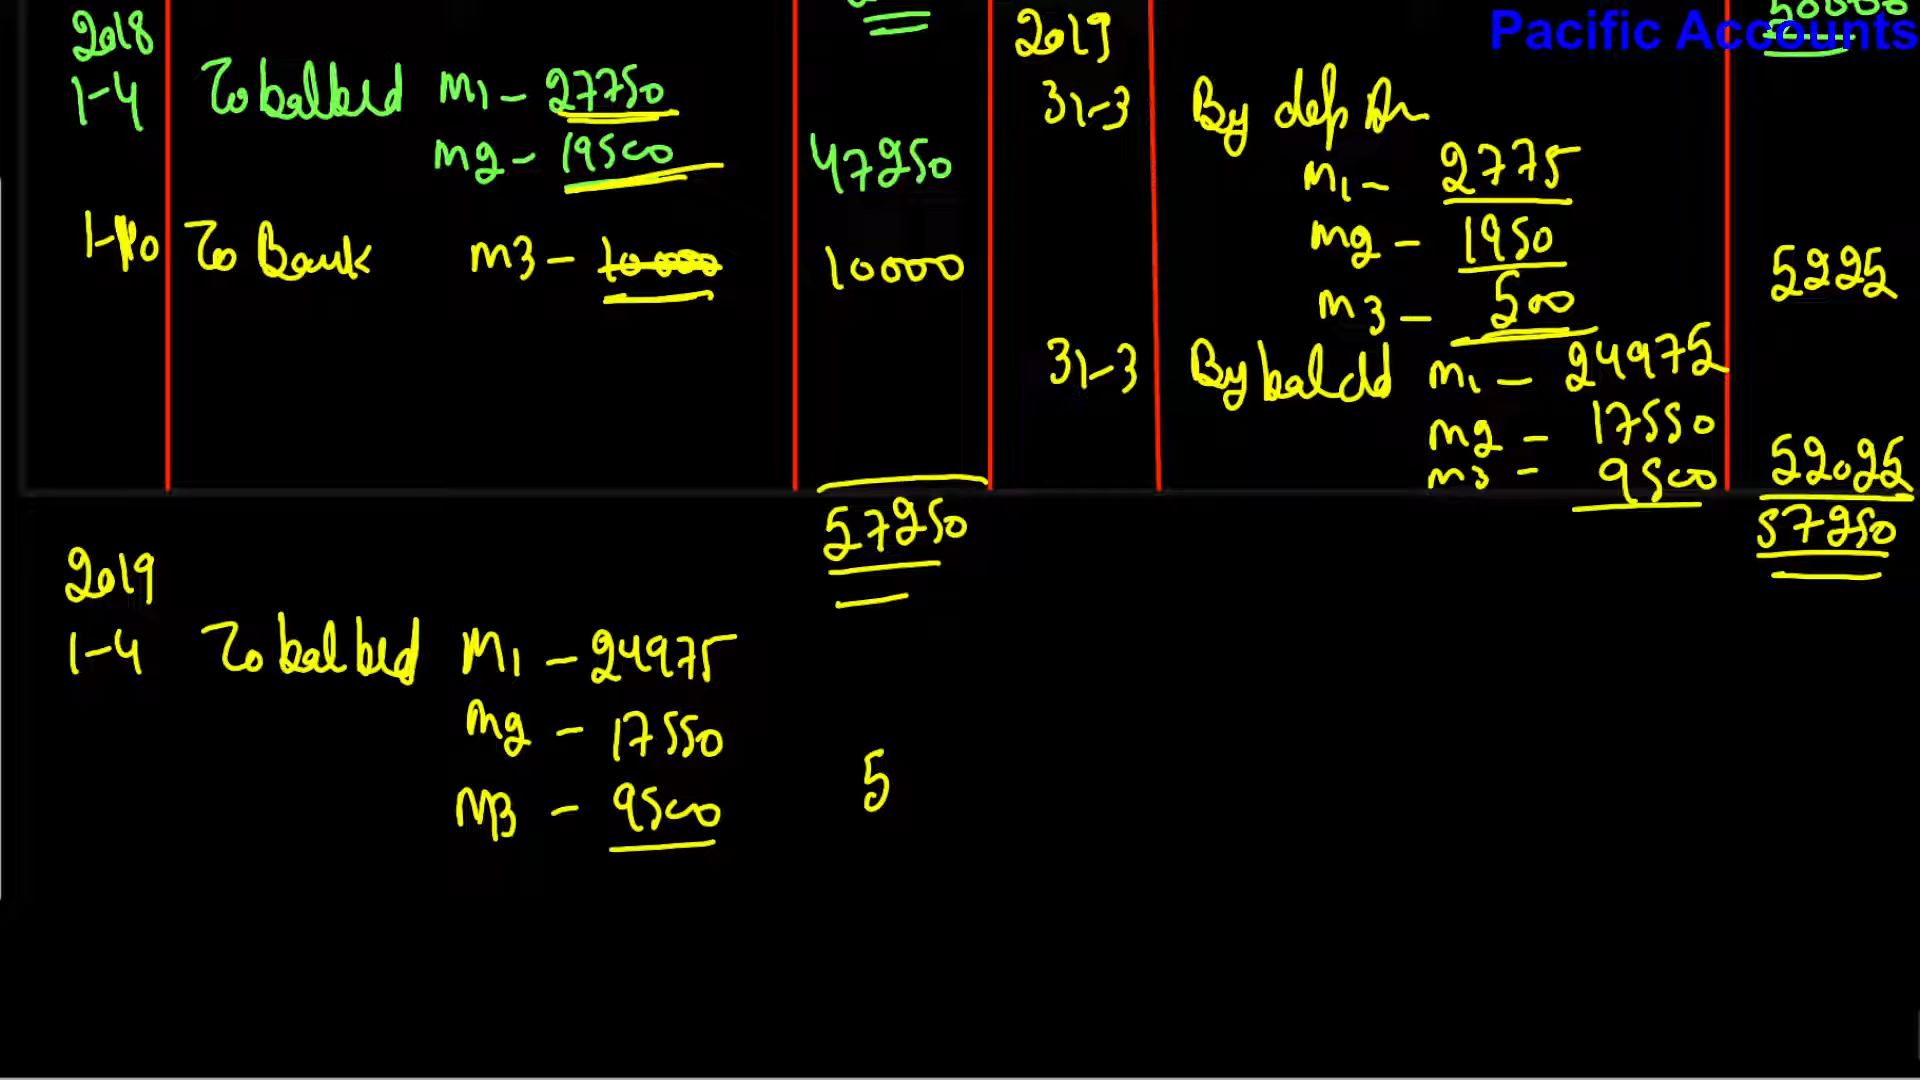 50000
Pacific Accounts
2018
1-4 To bal b/d M1 - 27750
M2 - 19500 47250
1-10 To Bank M3 - 10000 10000
57250
2019
31-3 By dep A/c
M1 - 2775
M2 - 1950
M3 - 500 5225
31-3 By bal c/d M1 - 24975
M2 - 17550
M3 - 9500 52025
57250
2019
1-4 To bal b/d M1 - 24975
M2 - 17550
M3 - 9500 5